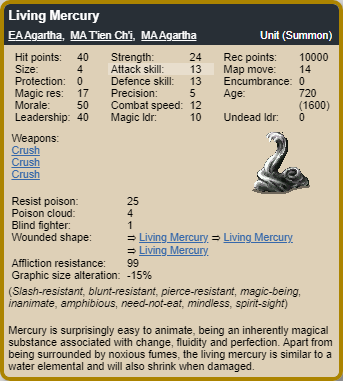 Living Mercury
EA Agartha, MA T'ien Ch'i, MA Agartha Unit (Summon)
Hit points: 40 Strength: 24 Rec points: 10000
Size: 4 Attack skill: 13 Map move: 14
Protection: 0 Defence skill: 13 Encumbrance: 0
Magic res: 17 Precision: 5 Age: 720
Morale: 50 Combat speed: 12 (1600)
Leadership: 40 Magic ldr: 10 Undead ldr: 0
Weapons:
Crush
Crush
Crush
Resist poison: 25
Poison cloud: 4
Blind fighter: 1
Wounded shape: ⇒ Living Mercury ⇒ Living Mercury
⇒ Living Mercury
Affliction resistance: 99
Graphic size alteration: -15%
(Slash-resistant, blunt-resistant, pierce-resistant, magic-being,
inanimate, amphibious, need-not-eat, mindless, spirit-sight)
Mercury is surprisingly easy to animate, being an inherently magical
substance associated with change, fluidity and perfection. Apart from
being surrounded by noxious fumes, the living mercury is similar to a
water elemental and will also shrink when damaged.